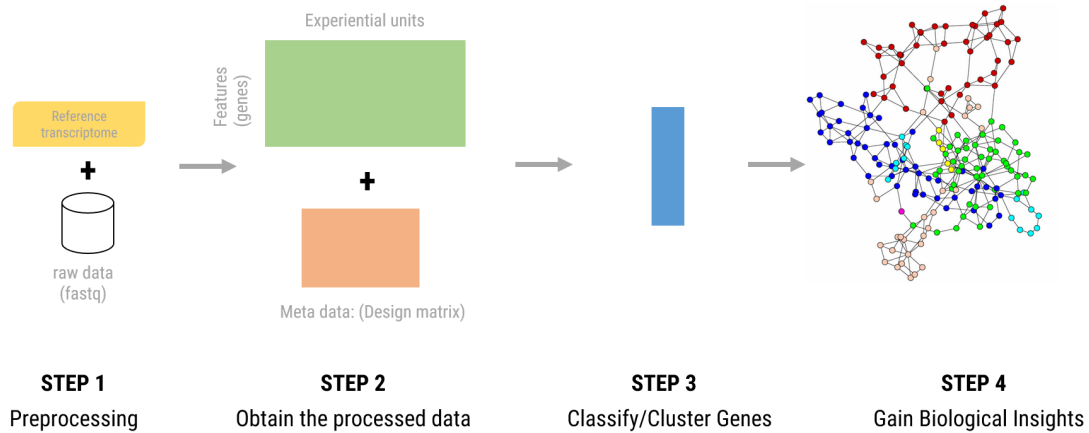 Experiential units
Features
(genes)
Reference
transcriptome
+
+
raw data
(fastq)
Meta data: (Design matrix)
STEP 1
Preprocessing
STEP 2
Obtain the processed data
STEP 3
Classify/Cluster Genes
STEP 4
Gain Biological Insights